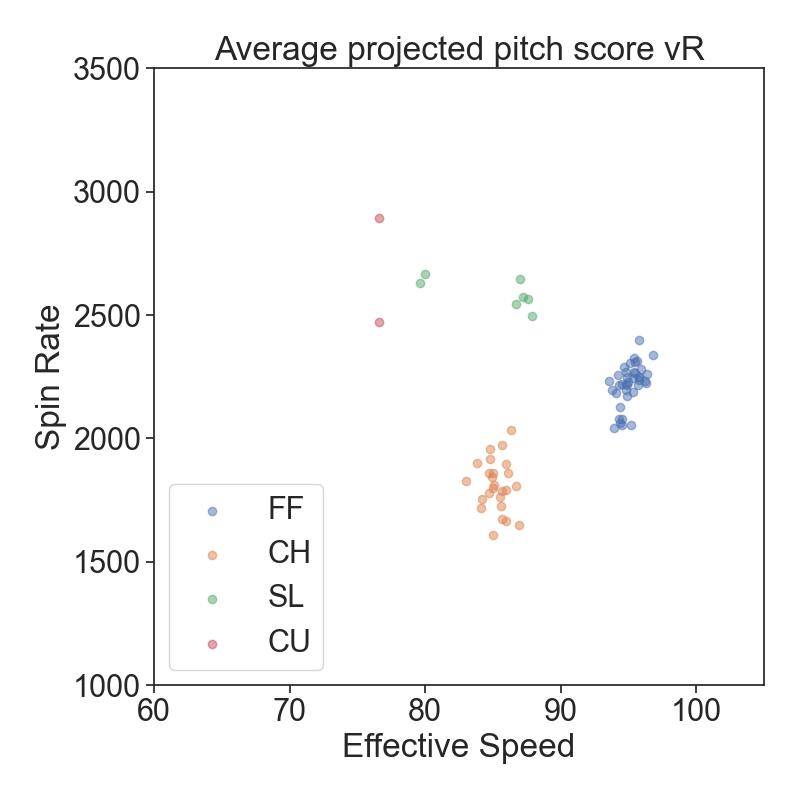 Average projected pitch score vR
3500
3000
2500
2000
1500
1000
Spin Rate
FF
CH
SL
CU
60 70 80 90 100
Effective Speed